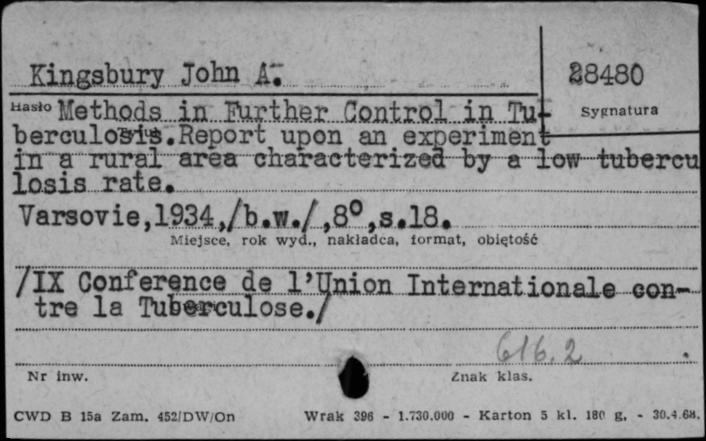 Kingsbury John A.
28480
Hasło Methods in Further Control in Tu-
Sygnatura
berculosis. Report upon an experiment
in a rural area characterized by a low tubercu
losis rate.
Varsovie,1934,/b.w./,8°,s.18.
Miejsce, rok wyd., nakładca, format, objętość
/IX Conference de l'Union Internationale con-
tre la Tuberculose./
616.2
Nr inw.
Znak klas.
CWD B 15a Zam. 452/DW/On
Wrak 396 - 1.730.000 - Karton 5 kl. 180 g. - 30.4.68.